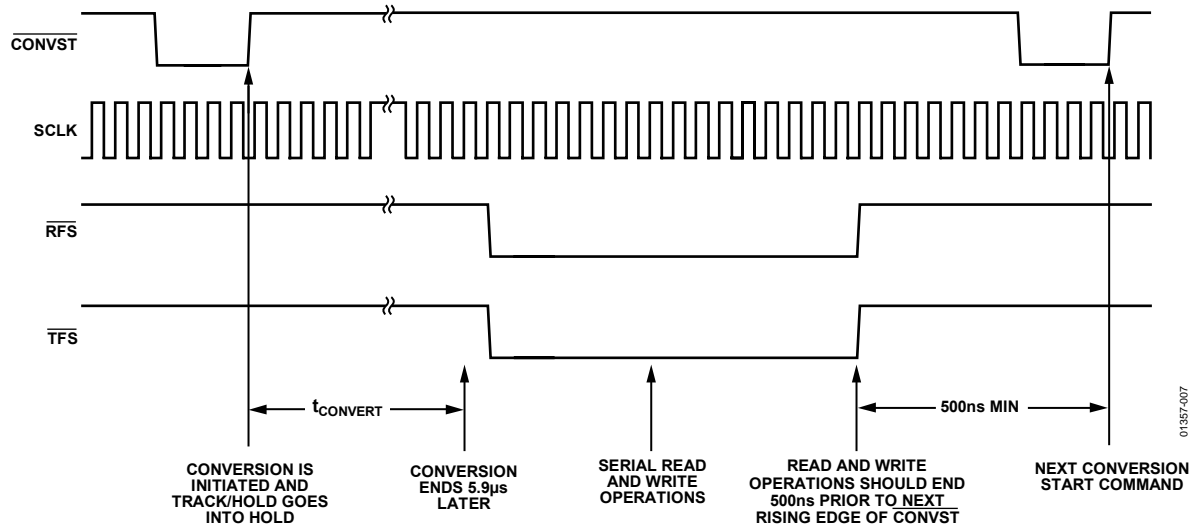 CONVST
SCLK
RFS
TFS
tCONVERT
500ns MIN
CONVERSION IS
INITIATED AND
TRACK/HOLD GOES
INTO HOLD
CONVERSION
ENDS 5.9µs
LATER
SERIAL READ
AND WRITE
OPERATIONS
READ AND WRITE
OPERATIONS SHOULD END
500ns PRIOR TO NEXT
RISING EDGE OF CONVST
NEXT CONVERSION
START COMMAND
01357-007